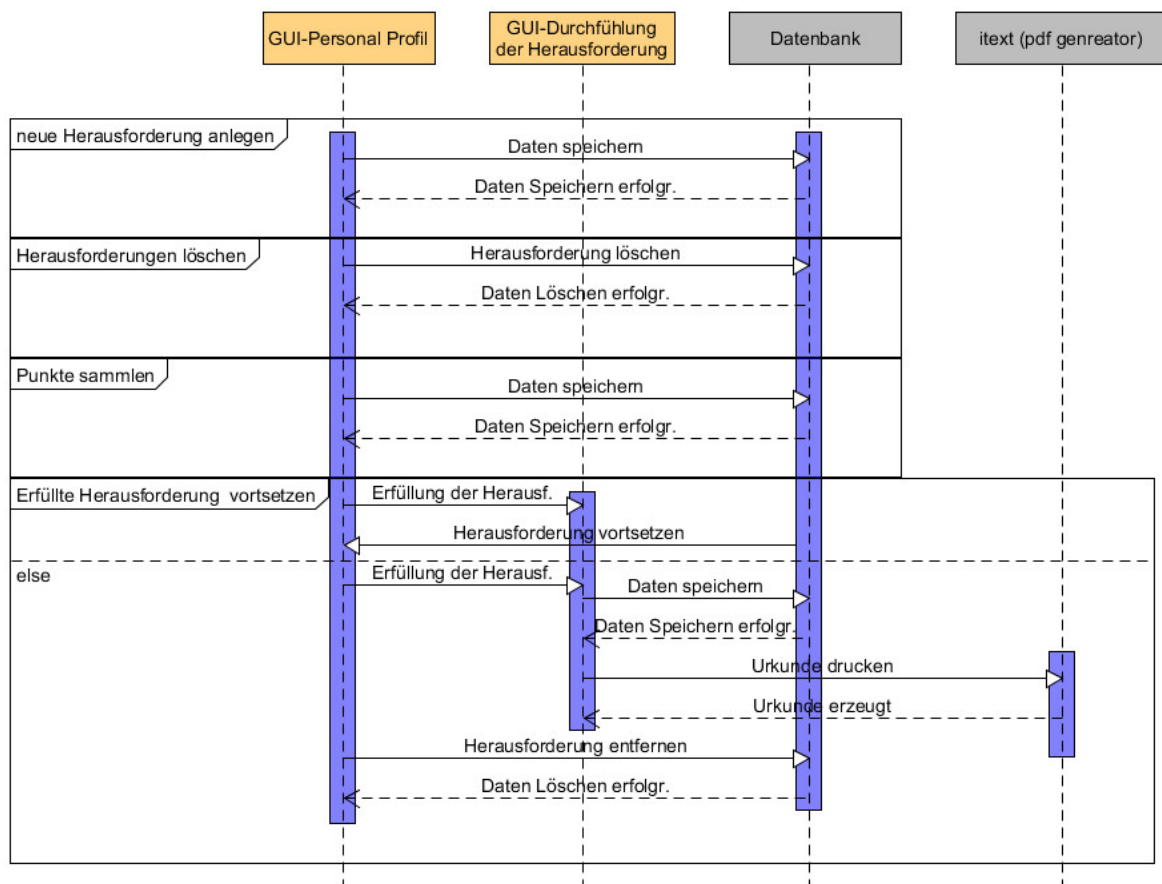 GUI-Personal Profil
GUI-Durchfühlung
der Herausforderung
Datenbank
itext (pdf genreator)
neue Herausforderung anlegen
Daten speichern
Daten Speichern erfolgr.
Herausforderungen löschen
Herausforderung löschen
Daten Löschen erfolgr.
Punkte sammlen
Daten speichern
Daten Speichern erfolgr.
Erfüllte Herausforderung vortsetzen
Erfüllung der Herausf.
Herausforderung vortsetzen
else
Erfüllung der Herausf.
Daten speichern
Daten Speichern erfolgr.
Urkunde drucken
Urkunde erzeugt
Herausforderung entfernen
Daten Löschen erfolgr.